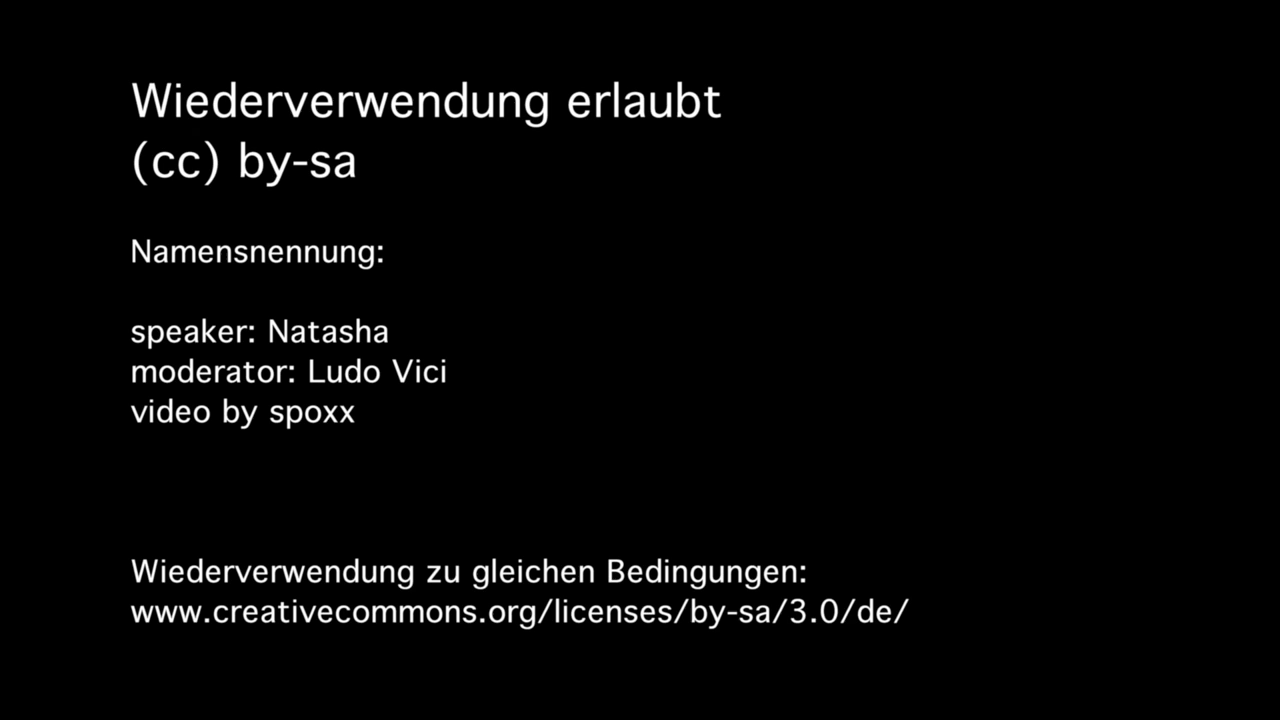 Wiederverwendung erlaubt
(cc) by-sa
Namensnennung:
speaker: Natasha
moderator: Ludo Vici
video by spoxx
Wiederverwendung zu gleichen Bedingungen:
www.creativecommons.org/licenses/by-sa/3.0/de/